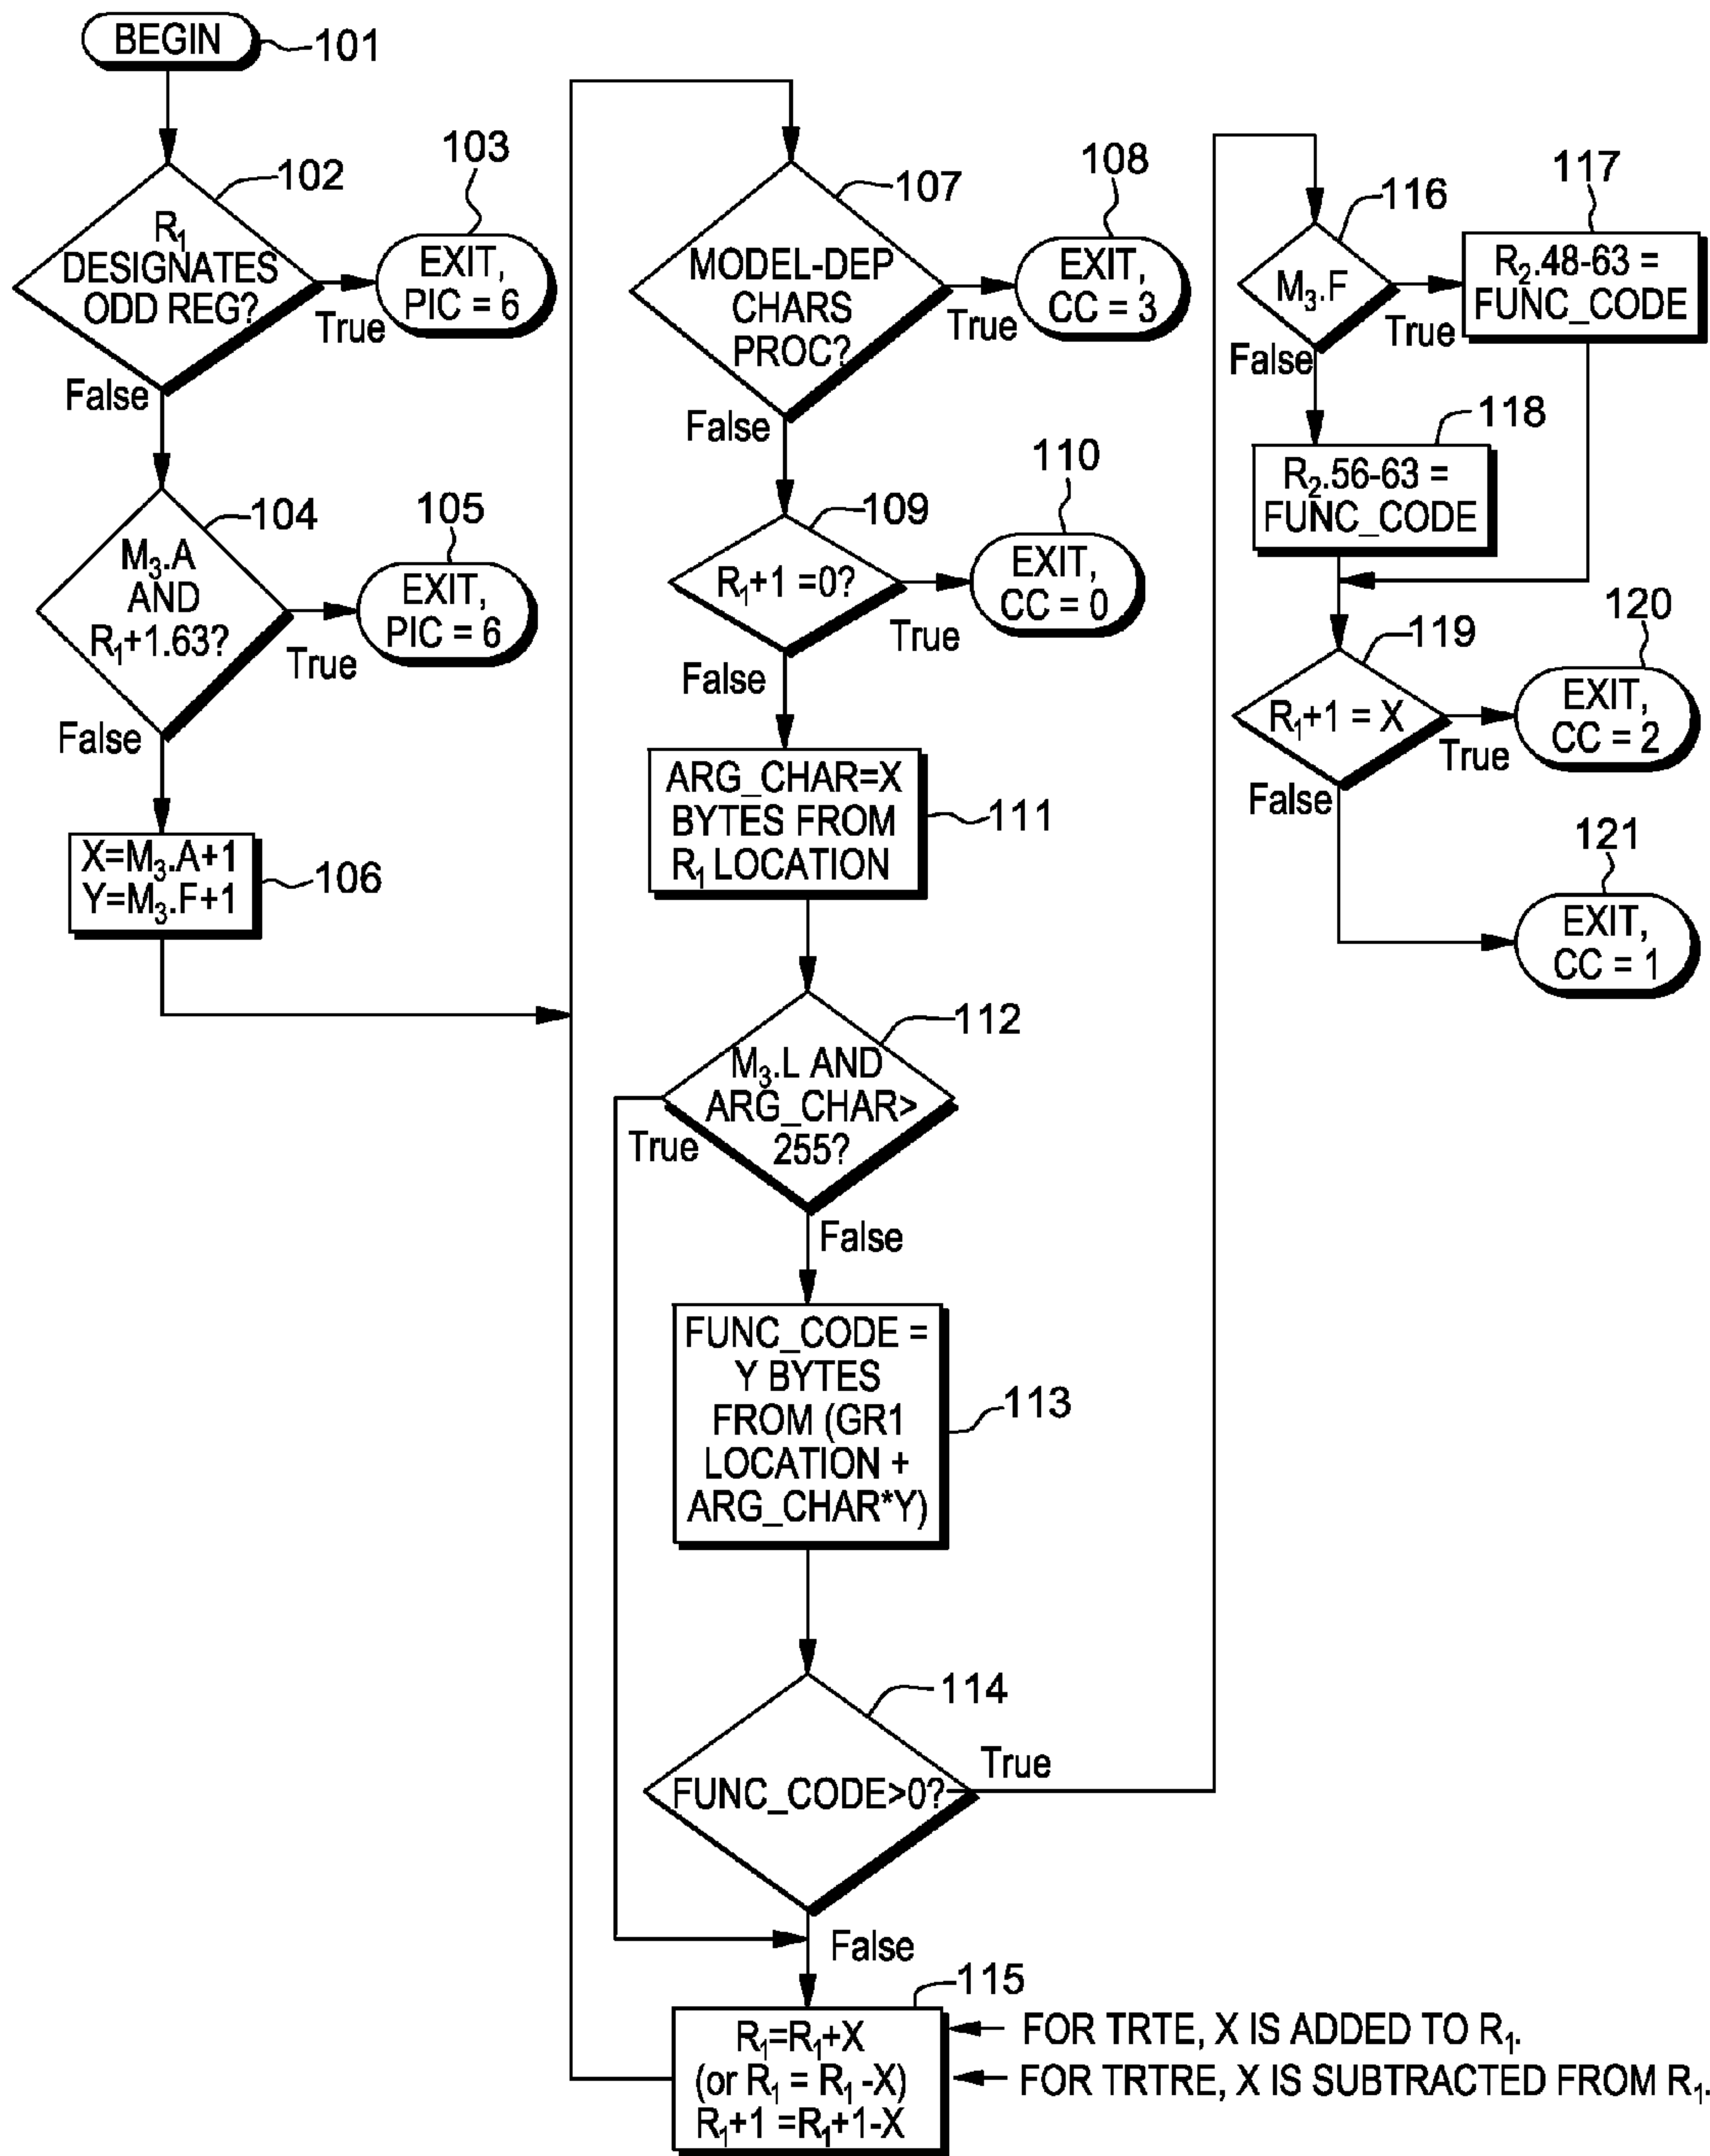 BEGIN
101
102
R₁
DESIGNATES
ODD REG?
True
False
103
EXIT,
PIC = 6
104
M₃.A
AND
R₁+1.63?
True
False
105
EXIT,
PIC = 6
X=M₃.A+1
Y=M₃.F+1
106
107
MODEL-DEP
CHARS
PROC?
True
False
108
EXIT,
CC = 3
109
R₁+1 =0?
True
False
110
EXIT,
CC = 0
ARG_CHAR=X
BYTES FROM
R₁ LOCATION
111
112
M₃.L AND
ARG_CHAR>
255?
True
False
FUNC_CODE =
Y BYTES
FROM (GR1
LOCATION +
ARG_CHAR*Y)
113
114
FUNC_CODE>0?
True
False
115
R₁=R₁+X
(or R₁ = R₁ -X)
R₁+1 =R₁+1-X
FOR TRTE, X IS ADDED TO R₁.
FOR TRTRE, X IS SUBTRACTED FROM R₁.
116
M₃.F
True
False
117
R₂.48-63 =
FUNC_CODE
118
R₂.56-63 =
FUNC_CODE
119
R₁+1 = X
True
False
120
EXIT,
CC = 2
121
EXIT,
CC = 1